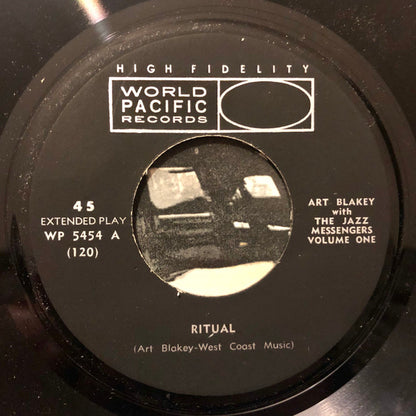 HIGH FIDELITY
WORLD
PACIFIC
RECORDS
45
EXTENDED PLAY
WP 5454 A
(120)
ART BLAKEY
with
THE JAZZ
MESSENGERS
VOLUME ONE
RITUAL
(Art Blakey-West Coast Music)